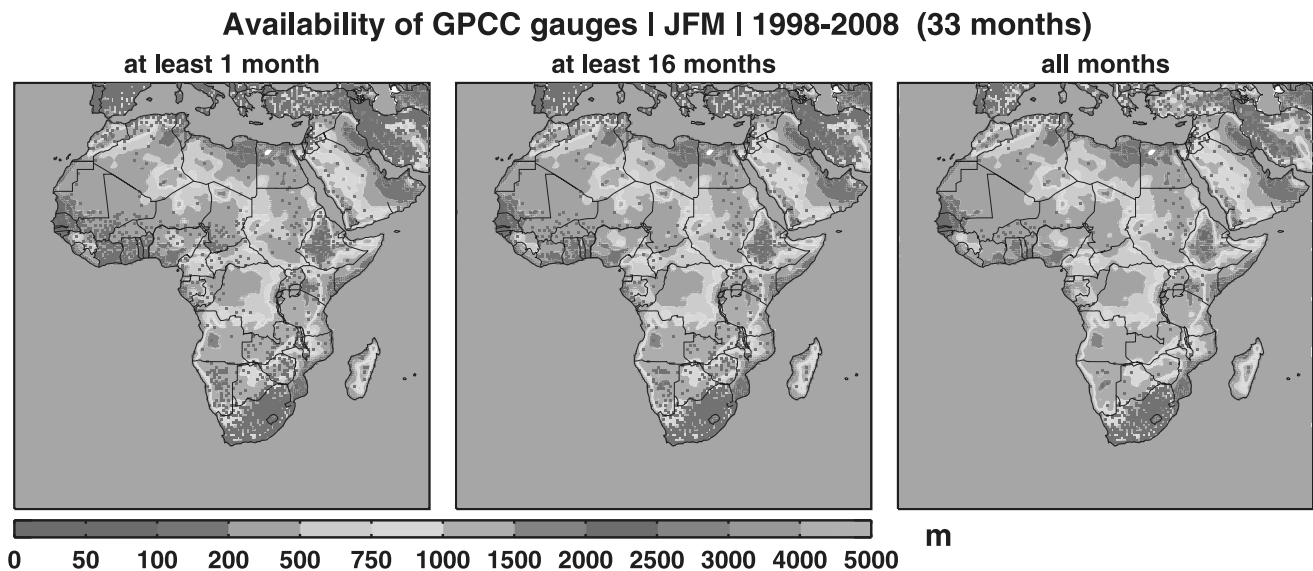 Availability of GPCC gauges | JFM | 1998-2008 (33 months)
at least 1 month at least 16 months all months
m
0 50 100 200 500 750 1000 1500 2000 2500 3000 4000 5000